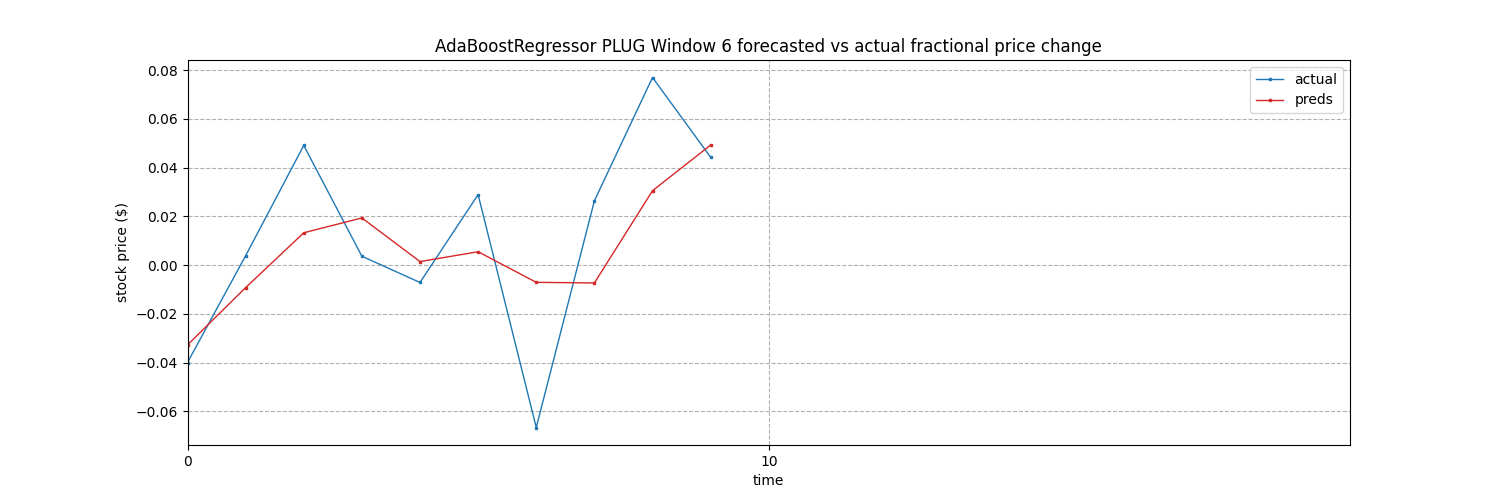 AdaBoostRegressor PLUG Window 6 forecasted vs actual fractional price change
actual
preds
stock price ($)
0.08
0.06
0.04
0.02
0.00
−0.02
−0.04
−0.06
0
10
time